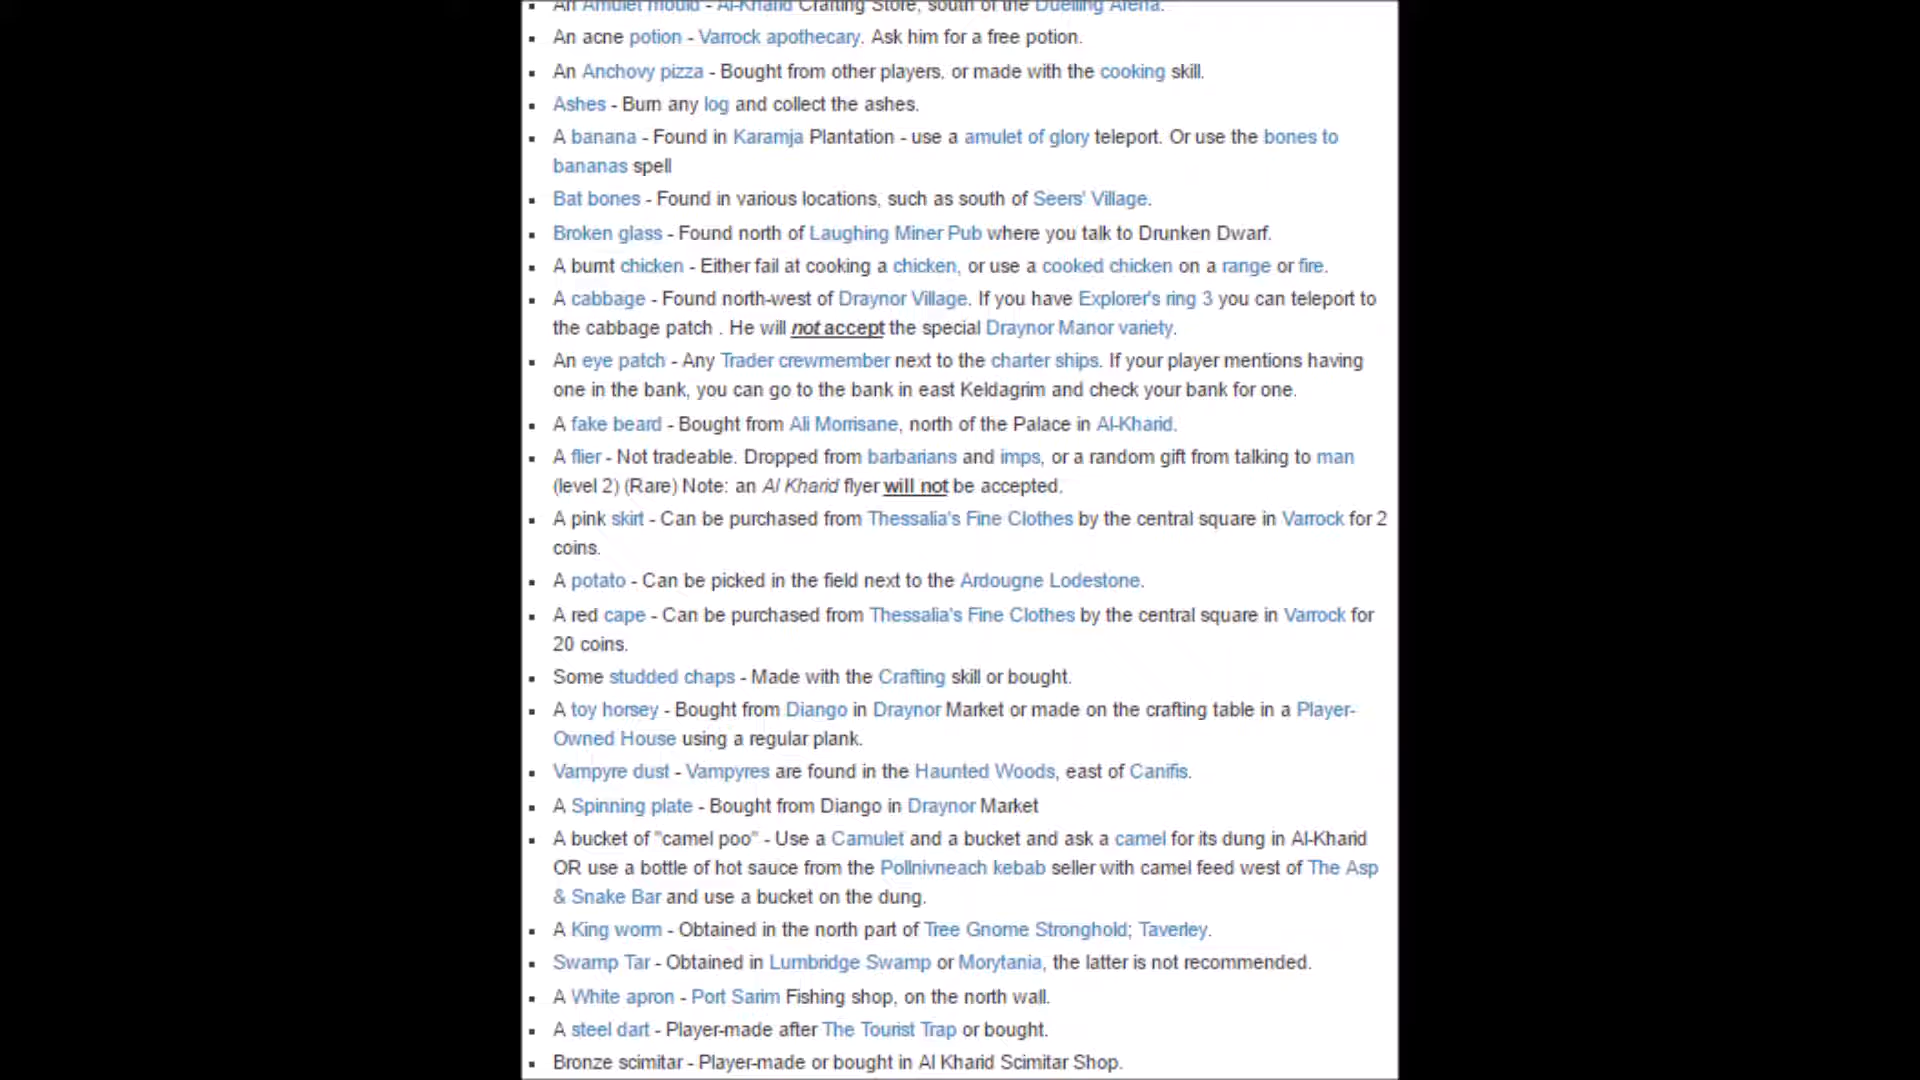 An Amulet mould - Al-Kharid Crafting Store, south of the Duelling Arena.
An acne potion - Varrock apothecary. Ask him for a free potion.
An Anchovy pizza - Bought from other players, or made with the cooking skill.
Ashes - Burn any log and collect the ashes.
A banana - Found in Karamja Plantation - use a amulet of glory teleport. Or use the bones to
bananas spell
Bat bones - Found in various locations, such as south of Seers' Village.
Broken glass - Found north of Laughing Miner Pub where you talk to Drunken Dwarf.
A burnt chicken - Either fail at cooking a chicken, or use a cooked chicken on a range or fire.
A cabbage - Found north-west of Draynor Village. If you have Explorer's ring 3 you can teleport to
the cabbage patch . He will not accept the special Draynor Manor variety.
An eye patch - Any Trader crewmember next to the charter ships. If your player mentions having
one in the bank, you can go to the bank in east Keldagrim and check your bank for one.
A fake beard - Bought from Ali Morrisane, north of the Palace in Al-Kharid.
A flier - Not tradeable. Dropped from barbarians and imps, or a random gift from talking to man
(level 2) (Rare) Note: an Al Kharid flyer will not be accepted.
A pink skirt - Can be purchased from Thessalia's Fine Clothes by the central square in Varrock for 2
coins.
A potato - Can be picked in the field next to the Ardougne Lodestone.
A red cape - Can be purchased from Thessalia's Fine Clothes by the central square in Varrock for
20 coins.
Some studded chaps - Made with the Crafting skill or bought.
A toy horsey - Bought from Diango in Draynor Market or made on the crafting table in a Player-
Owned House using a regular plank.
Vampyre dust - Vampyres are found in the Haunted Woods, east of Canifis.
A Spinning plate - Bought from Diango in Draynor Market
A bucket of "camel poo" - Use a Camulet and a bucket and ask a camel for its dung in Al-Kharid
OR use a bottle of hot sauce from the Pollnivneach kebab seller with camel feed west of The Asp
& Snake Bar and use a bucket on the dung.
A King worm - Obtained in the north part of Tree Gnome Stronghold; Taverley.
Swamp Tar - Obtained in Lumbridge Swamp or Morytania, the latter is not recommended.
A White apron - Port Sarim Fishing shop, on the north wall.
A steel dart - Player-made after The Tourist Trap or bought.
Bronze scimitar - Player-made or bought in Al Kharid Scimitar Shop.